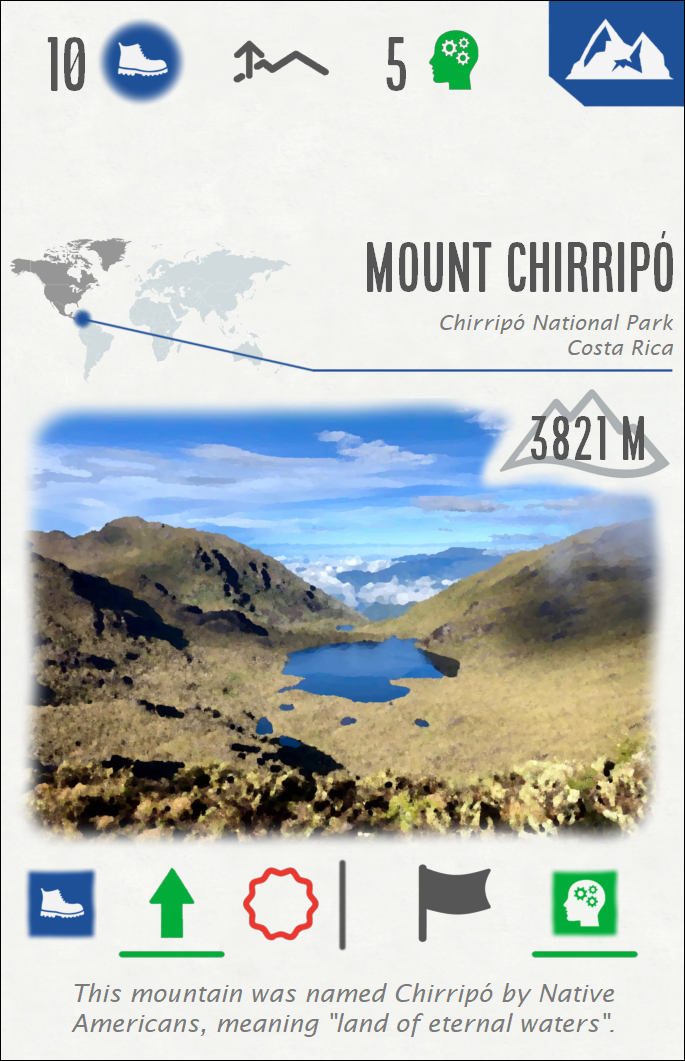 10
5
MOUNT CHIRRIPÓ
Chirripó National Park
Costa Rica
3821 M
This mountain was named Chirripó by Native
Americans, meaning "land of eternal waters".